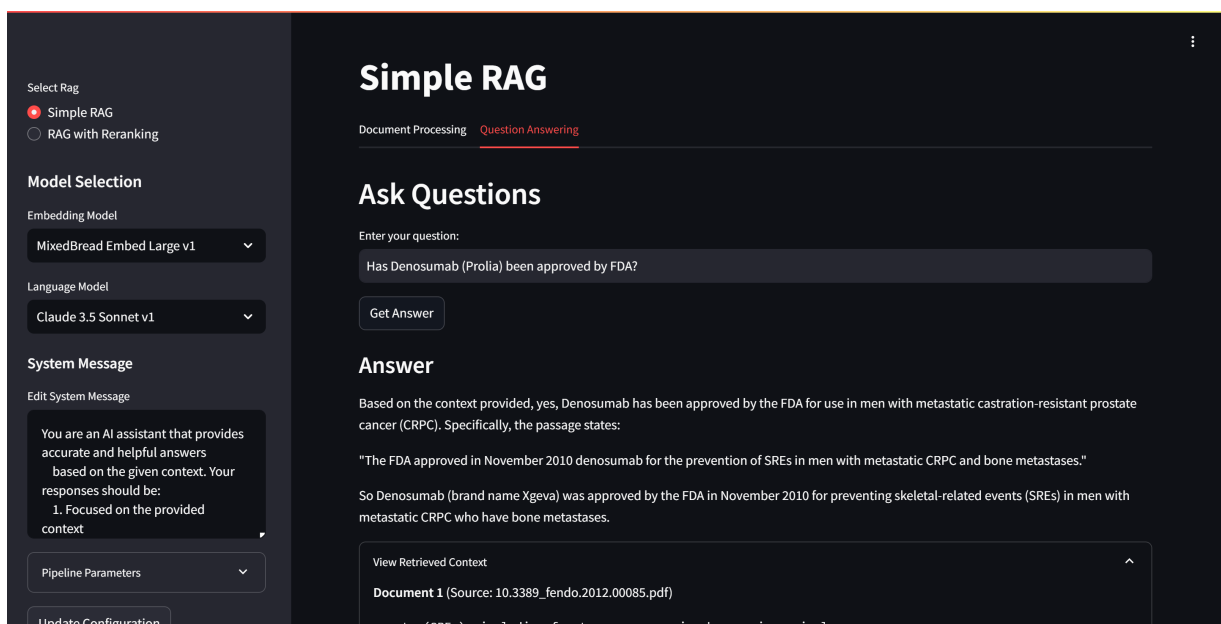 Select Rag
Simple RAG
RAG with Reranking
Model Selection
Embedding Model
MixedBread Embed Large v1
Language Model
Claude 3.5 Sonnet v1
System Message
Edit System Message
You are an AI assistant that provides
accurate and helpful answers
based on the given context. Your
responses should be:
1. Focused on the provided
context
Pipeline Parameters
Update Configuration
Simple RAG
Document Processing Question Answering
Ask Questions
Enter your question:
Has Denosumab (Prolia) been approved by FDA?
Get Answer
Answer
Based on the context provided, yes, Denosumab has been approved by the FDA for use in men with metastatic castration-resistant prostate
cancer (CRPC). Specifically, the passage states:
"The FDA approved in November 2010 denosumab for the prevention of SREs in men with metastatic CRPC and bone metastases."
So Denosumab (brand name Xgeva) was approved by the FDA in November 2010 for preventing skeletal-related events (SREs) in men with
metastatic CRPC who have bone metastases.
View Retrieved Context
Document 1 (Source: 10.3389_fendo.2012.00085.pdf)